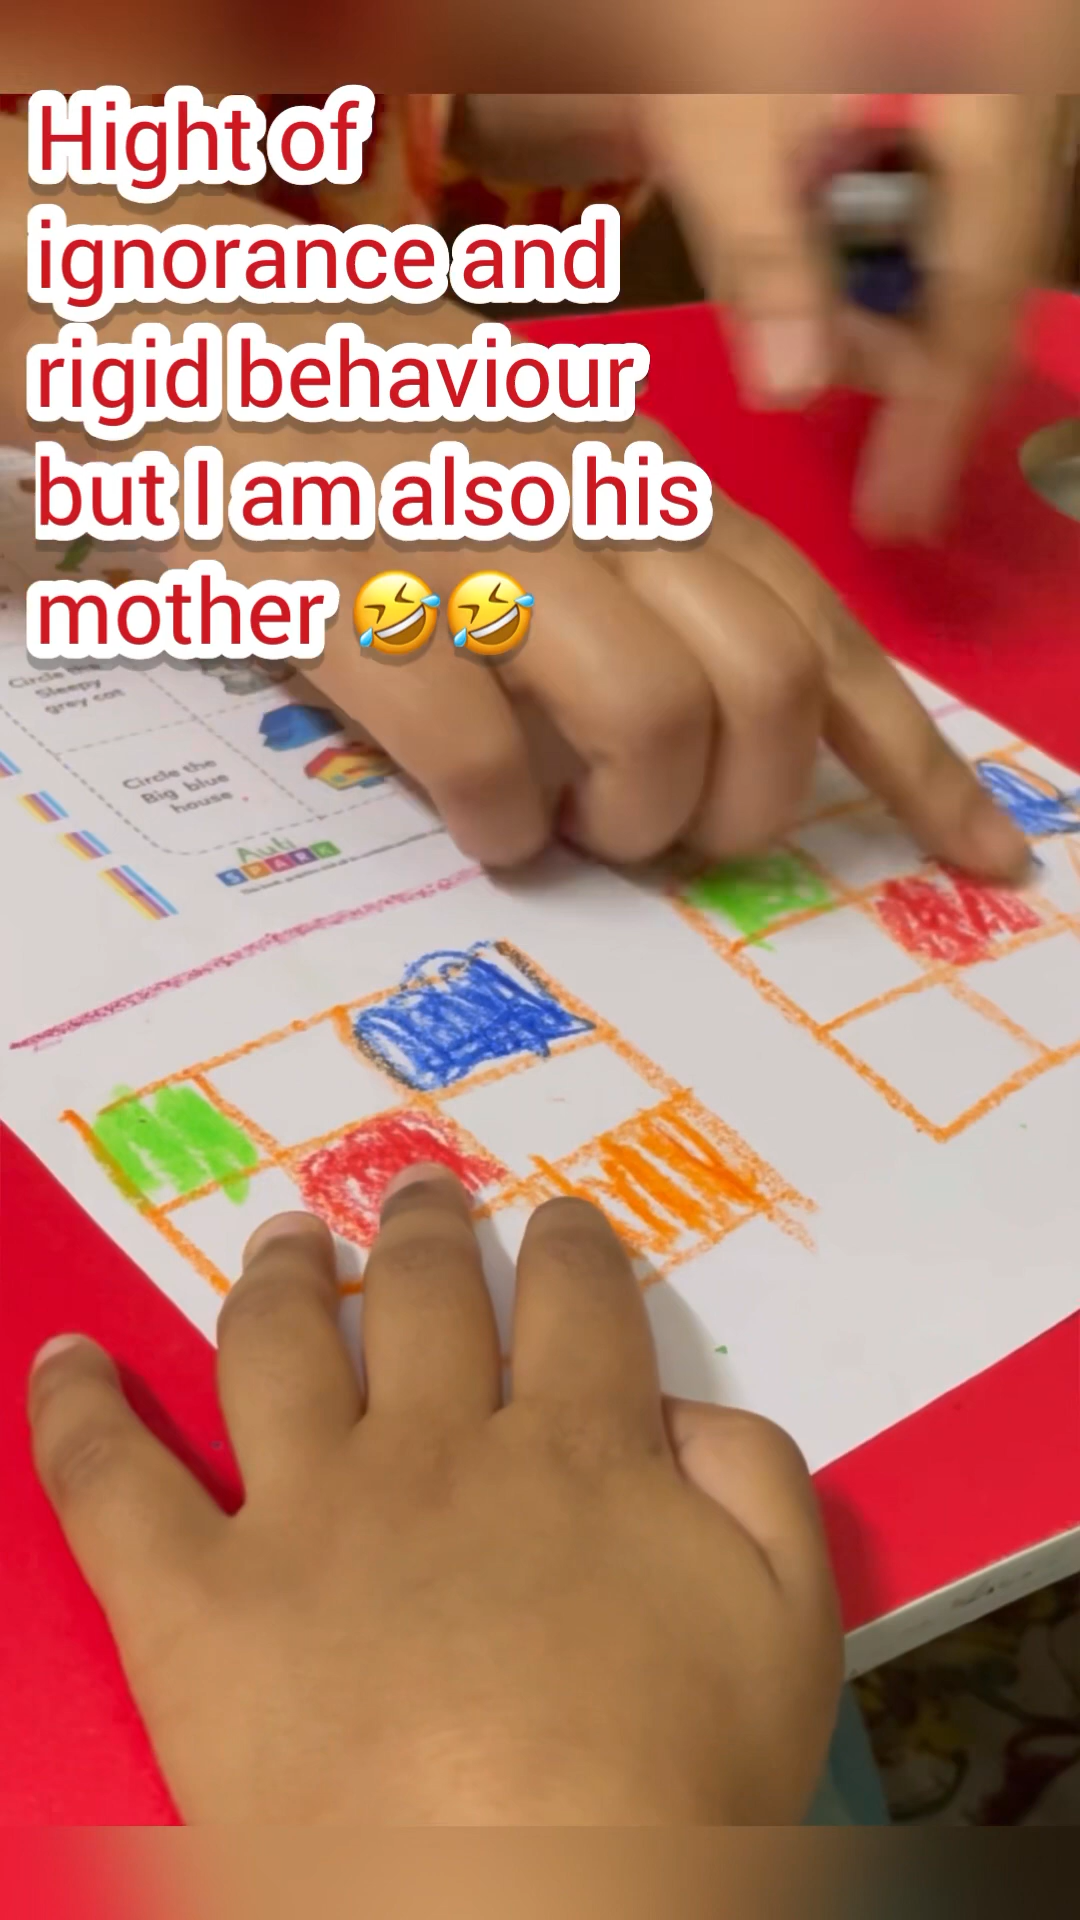 Hight of
ignorance and
rigid behaviour
but I am also his
mother 🤣🤣
Circle the
Sleepy
grey cat
Circle the
Big blue
house
Auti
SPARK